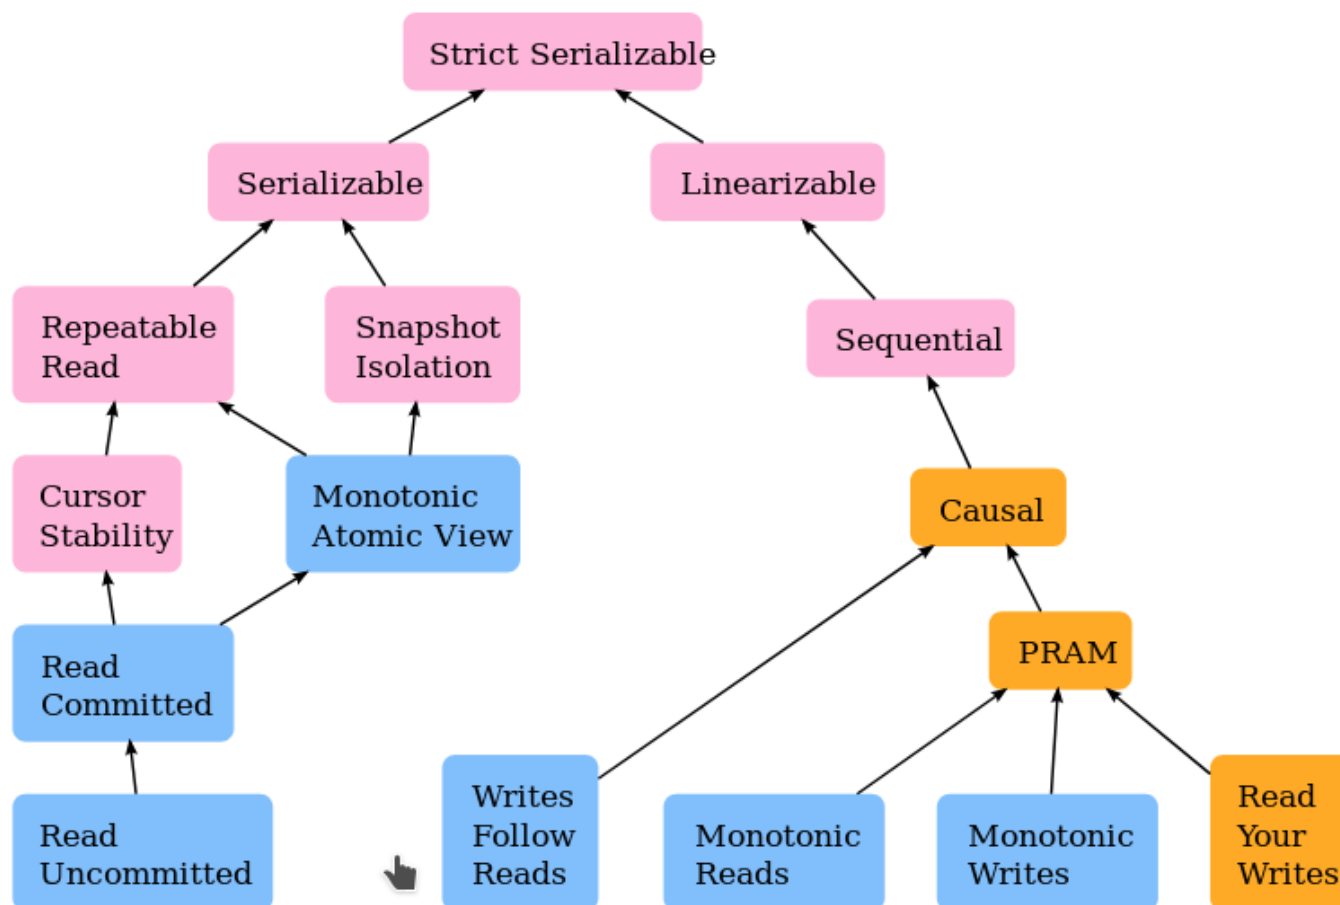 Strict Serializable
Serializable
Linearizable
Repeatable
Read
Snapshot
Isolation
Sequential
Cursor
Stability
Monotonic
Atomic View
Causal
Read
Committed
PRAM
Read
Uncommitted
Writes
Follow
Reads
Monotonic
Reads
Monotonic
Writes
Read
Your
Writes